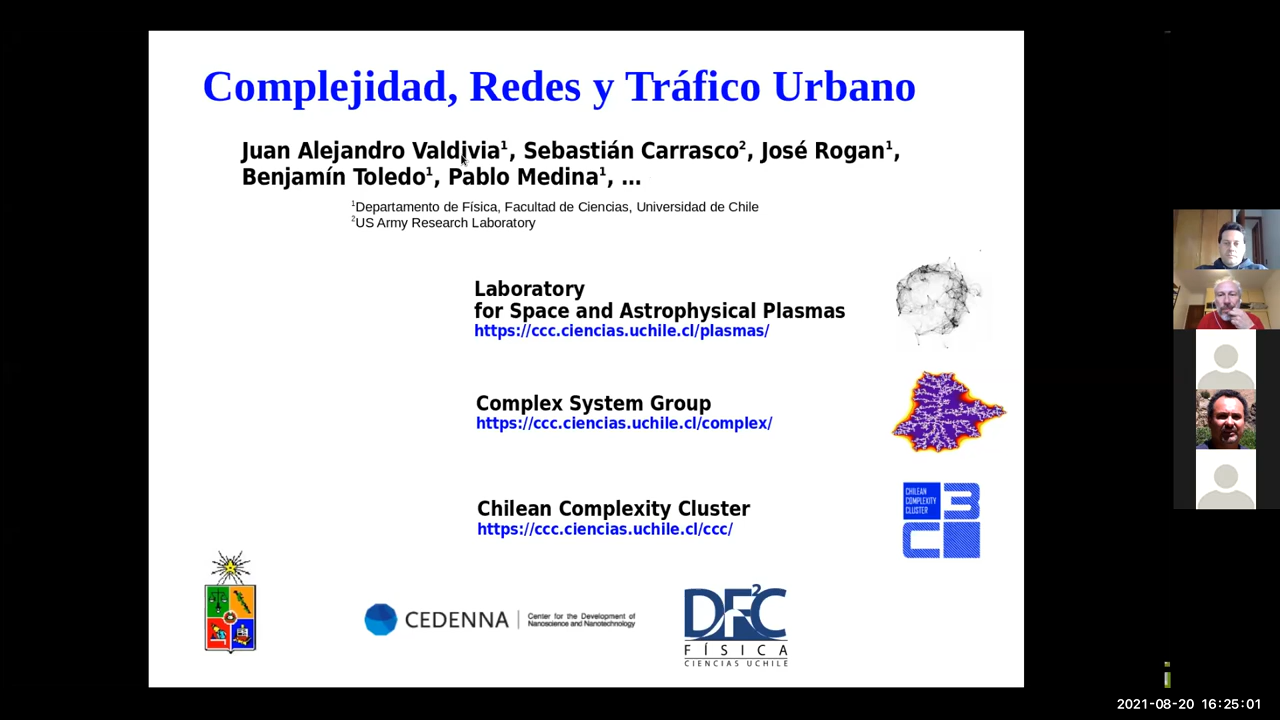 Complejidad, Redes y Tráfico Urbano
Juan Alejandro Valdivia¹, Sebastián Carrasco², José Rogan¹,
Benjamín Toledo¹, Pablo Medina¹, ...
¹Departamento de Física, Facultad de Ciencias, Universidad de Chile
²US Army Research Laboratory
Laboratory
for Space and Astrophysical Plasmas
https://ccc.ciencias.uchile.cl/plasmas/
Complex System Group
https://ccc.ciencias.uchile.cl/complex/
Chilean Complexity Cluster
https://ccc.ciencias.uchile.cl/ccc/
CHILEAN
COMPLEXITY
CLUSTER
3
C
CEDENNA
Center for the Development of
Nanoscience and Nanotechnology
DF²C
FÍSICA
CIENCIAS UCHILE
2021-08-20 16:25:01